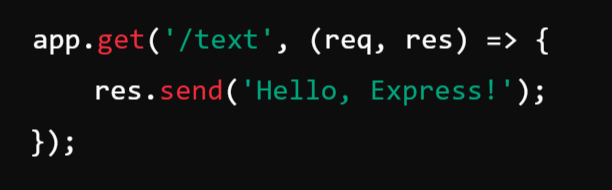 app.get('/text', (req, res) => {
    res.send('Hello, Express!');
});